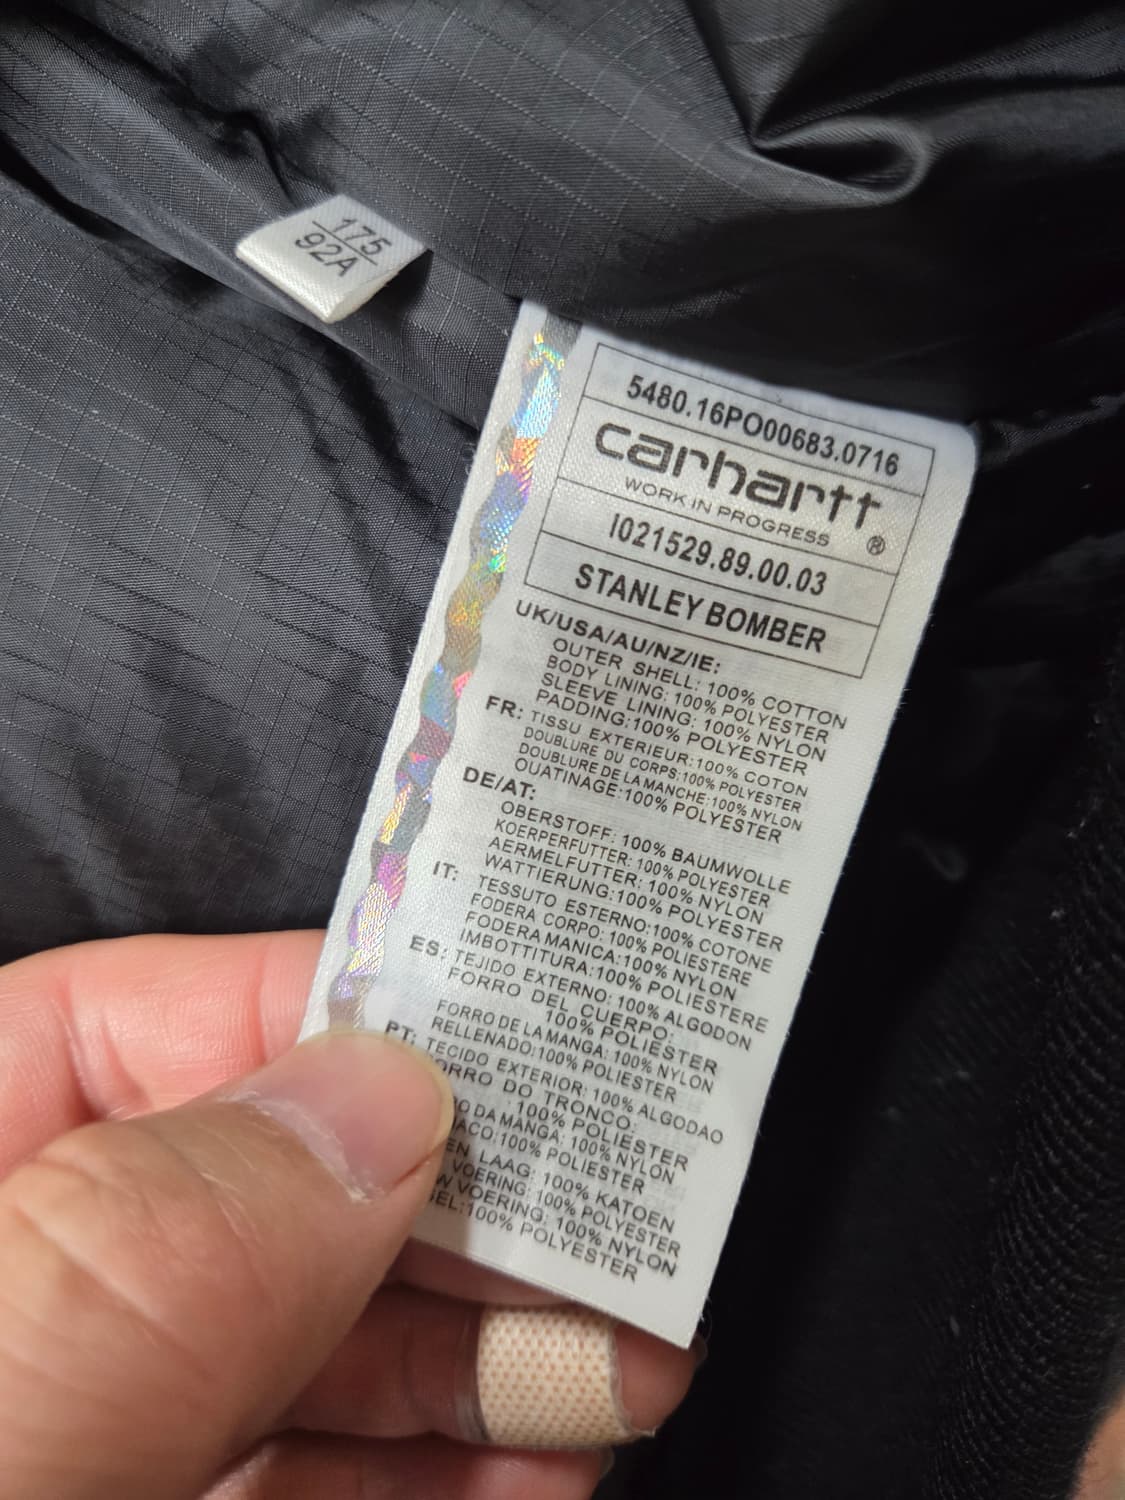 175
92A
5480.16PO00683.0716
carhartt
WORK IN PROGRESS ®
I021529.89.00.03
STANLEY BOMBER
UK/USA/AU/NZ/IE:
OUTER SHELL: 100% COTTON
BODY LINING: 100% POLYESTER
SLEEVE LINING: 100% NYLON
PADDING:100% POLYESTER
FR: TISSU EXTERIEUR:100% COTON
DOUBLURE DU CORPS:100% POLYESTER
DOUBLURE DE LA MANCHE:100% NYLON
OUATINAGE:100% POLYESTER
DE/AT:
OBERSTOFF: 100% BAUMWOLLE
KOERPERFUTTER: 100% POLYESTER
AERMELFUTTER: 100% NYLON
WATTIERUNG:100% POLYESTER
IT: TESSUTO ESTERNO:100% COTONE
FODERA CORPO: 100% POLIESTERE
FODERA MANICA:100% NYLON
IMBOTTITURA:100% POLIESTERE
ES: TEJIDO EXTERNO: 100% ALGODON
FORRO DEL CUERPO:
100% POLIESTER
FORRO DE LA MANGA: 100% NYLON
RELLENADO:100% POLIESTER
PT: TECIDO EXTERIOR: 100% ALGODAO
ORRO DO TRONCO:
100% POLIESTER
O DA MANGA: 100% NYLON
ACO:100% POLIESTER
EN LAAG: 100% KATOEN
VOERING: 100% POLYESTER
W VOERING: 100% NYLON
SEL:100% POLYESTER